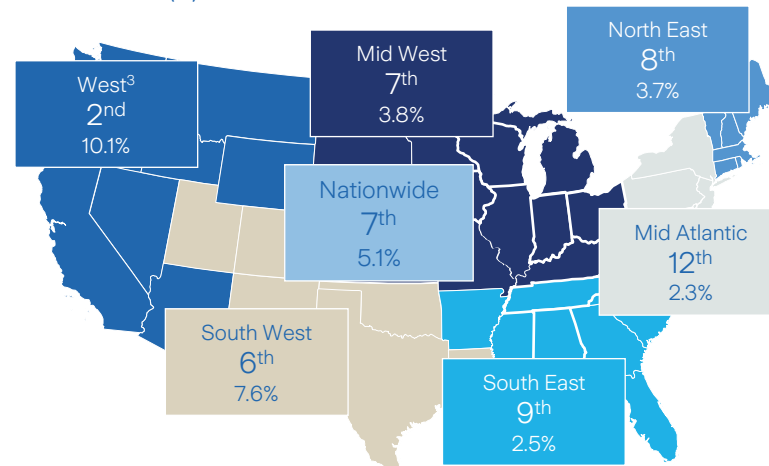 West³
2nd
10.1%
Mid West
7th
3.8%
North East
8th
3.7%
Nationwide
7th
5.1%
Mid Atlantic
12th
2.3%
South West
6th
7.6%
South East
9th
2.5%